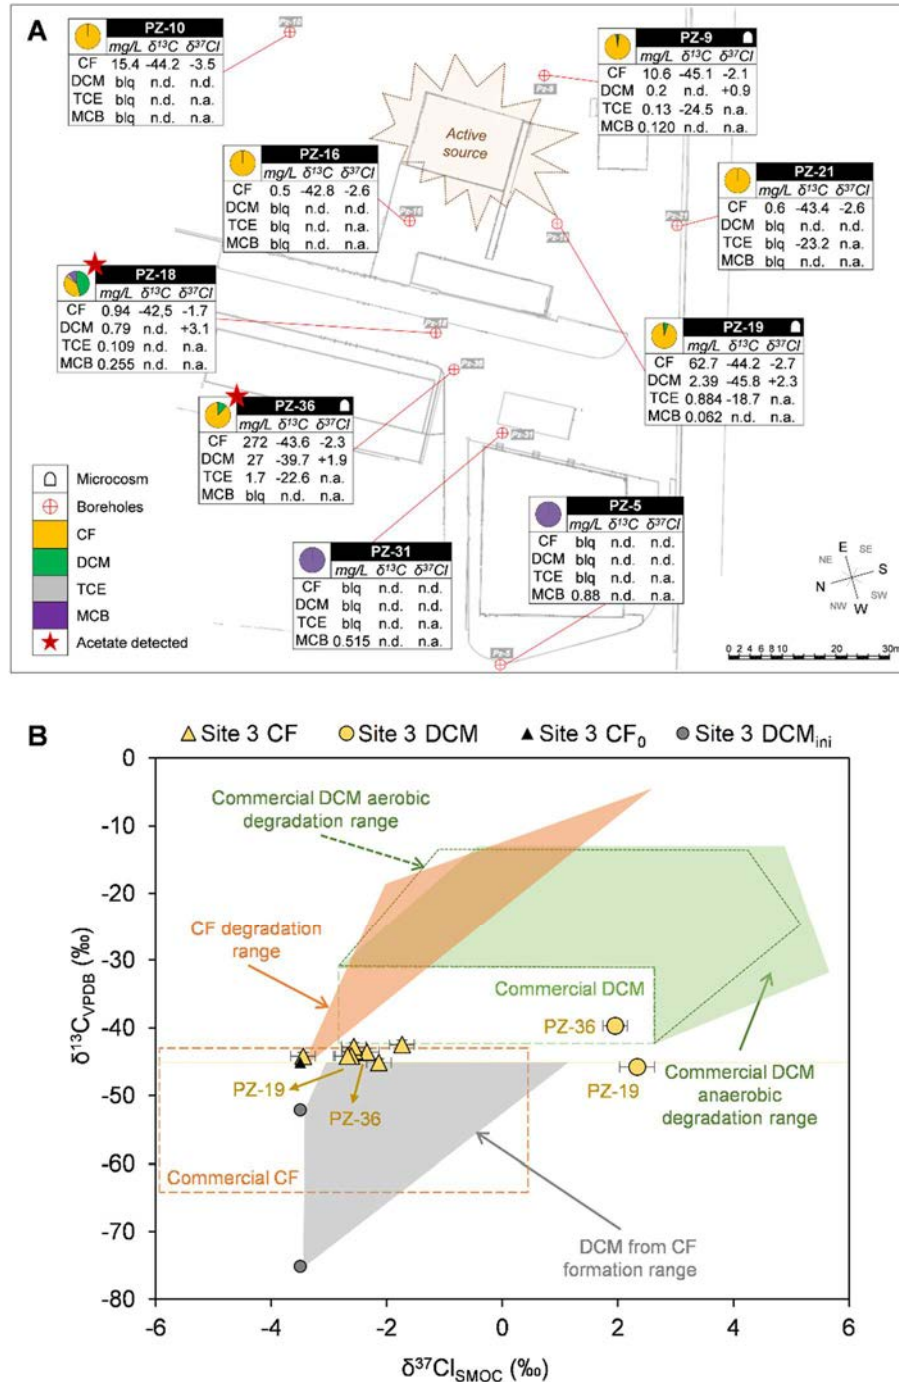 A
PZ-10
mg/L δ¹³C δ³⁷Cl
CF 15.4 -44.2 -3.5
DCM blq n.d. n.d.
TCE blq n.d. n.a.
MCB blq n.d. n.a.
Pz-10
PZ-9
mg/L δ¹³C δ³⁷Cl
CF 10.6 -45.1 -2.1
DCM 0.2 n.d. +0.9
TCE 0.13 -24.5 n.a.
MCB 0.120 n.d. n.a.
Active
source
PZ-16
mg/L δ¹³C δ³⁷Cl
CF 0.5 -42.8 -2.6
DCM blq n.d. n.d.
TCE blq n.d. n.a.
MCB blq n.d. n.a.
PZ-21
mg/L δ¹³C δ³⁷Cl
CF 0.6 -43.4 -2.6
DCM blq n.d. n.d.
TCE blq -23.2 n.a.
MCB blq n.d. n.a.
Pz-21
PZ-18
mg/L δ¹³C δ³⁷Cl
CF 0.94 -42,5 -1.7
DCM 0.79 n.d. +3.1
TCE 0.109 n.d. n.a.
MCB 0.255 n.d. n.a.
PZ-19
mg/L δ¹³C δ³⁷Cl
CF 62.7 -44.2 -2.7
DCM 2.39 -45.8 +2.3
TCE 0.884 -18.7 n.a.
MCB 0.062 n.d. n.a.
PZ-36
mg/L δ¹³C δ³⁷Cl
CF 272 -43.6 -2.3
DCM 27 -39.7 +1.9
TCE 1.7 -22.6 n.a.
MCB blq n.d. n.a.
Pz-31
Microcosm
Boreholes
CF
DCM
TCE
MCB
Acetate detected
PZ-31
mg/L δ¹³C δ³⁷Cl
CF blq n.d. n.d.
DCM blq n.d. n.d.
TCE blq n.d. n.a.
MCB 0.515 n.d. n.a.
PZ-5
mg/L δ¹³C δ³⁷Cl
CF blq n.d. n.d.
DCM blq n.d. n.d.
TCE blq n.d. n.a.
MCB 0.88 n.d. n.a.
Pz-5
E SE
NE S
N SW
NW W
0 2 4 6 8 10 20 30m
B
Site 3 CF Site 3 DCM Site 3 CF₀ Site 3 DCMini
0
-10
-20
-30
-40
-50
-60
-70
-80
δ¹³CVPDB (‰)
Commercial DCM aerobic
degradation range
CF degradation
range
Commercial DCM
PZ-36
PZ-19
PZ-36
PZ-19
Commercial DCM
anaerobic
degradation range
Commercial CF
DCM from CF
formation range
-6 -4 -2 0 2 4 6
δ³⁷ClSMOC (‰)